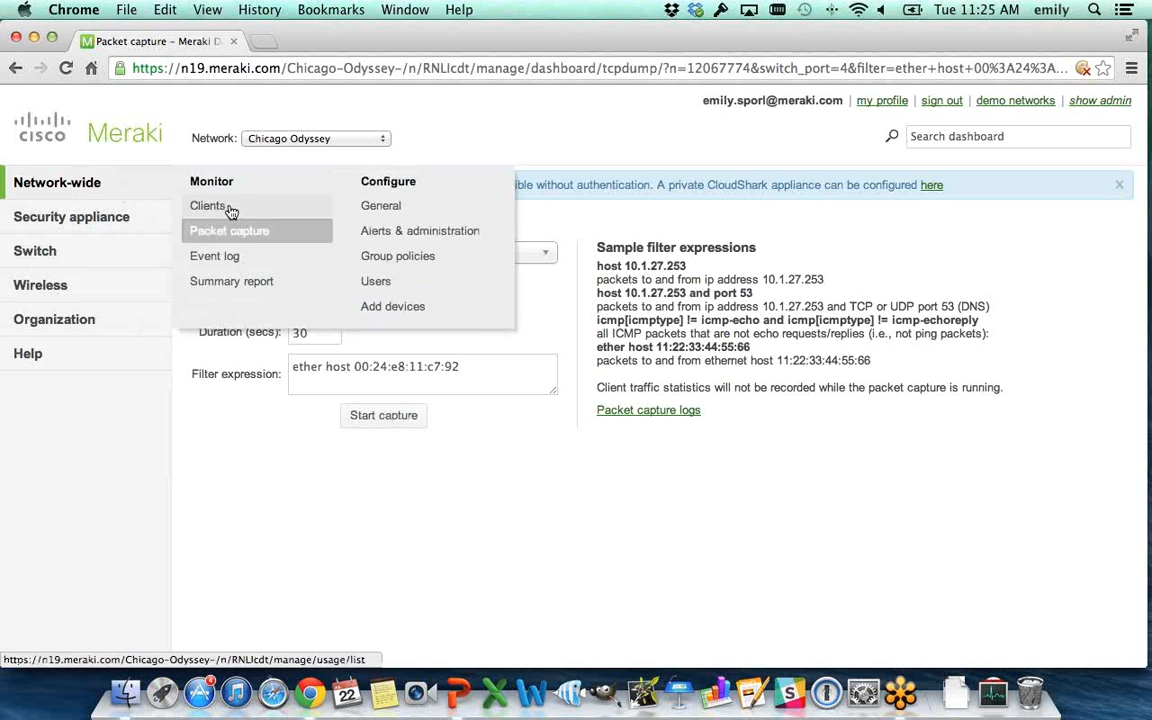 Chrome File Edit View History Bookmarks Window Help
Tue 11:25 AM emily
Packet capture - Meraki D
https://n19.meraki.com/Chicago-Odyssey-/n/RNLIcdt/manage/dashboard/tcpdump/?n=12067774&switch_port=4&filter=ether+host+00%3A24%3A...
emily.sporl@meraki.com | my profile | sign out | demo networks | show admin
cisco Meraki
Network: Chicago Odyssey
Search dashboard
Network-wide
Security appliance
Switch
Wireless
Organization
Help
Monitor
Clients
Packet capture
Event log
Summary report
Configure
General
Alerts & administration
Group policies
Users
Add devices
ible without authentication. A private CloudShark appliance can be configured here
Duration (secs): 30
Filter expression: ether host 00:24:e8:11:c7:92
Start capture
Sample filter expressions
host 10.1.27.253
packets to and from ip address 10.1.27.253
host 10.1.27.253 and port 53
packets to and from ip address 10.1.27.253 and TCP or UDP port 53 (DNS)
icmp[icmptype] != icmp-echo and icmp[icmptype] != icmp-echoreply
all ICMP packets that are not echo requests/replies (i.e., not ping packets):
ether host 11:22:33:44:55:66
packets to and from ethernet host 11:22:33:44:55:66
Client traffic statistics will not be recorded while the packet capture is running.
Packet capture logs
https://n19.meraki.com/Chicago-Odyssey-/n/RNLIcdt/manage/usage/list
22